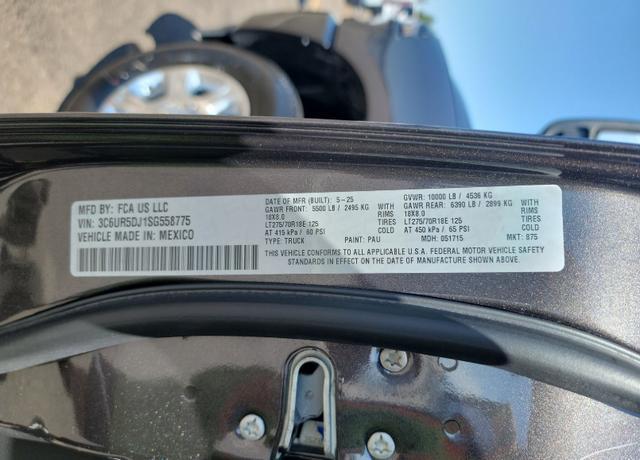 MFD BY: FCA US LLC
VIN: 3C6UR5DJ1SG558775
VEHICLE MADE IN: MEXICO
DATE OF MFR (BUILT): 5-25
GAWR FRONT: 5500 LB / 2495 KG WITH
18X8.0 RIMS
LT275/70R18E 125 TIRES
AT 415 kPa / 60 PSI COLD
TYPE: TRUCK PAINT: PAU
GVWR: 10000 LB / 4536 KG
GAWR REAR: 6390 LB / 2899 KG WITH
18X8.0 RIMS
LT275/70R18E 125 TIRES
AT 450 kPa / 65 PSI COLD
MDH: 051715 MKT: 875
THIS VEHICLE CONFORMS TO ALL APPLICABLE U.S.A. FEDERAL MOTOR VEHICLE SAFETY
STANDARDS IN EFFECT ON THE DATE OF MANUFACTURE SHOWN ABOVE.